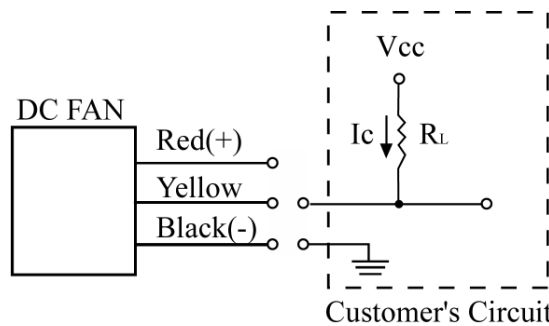 Vcc
DC FAN
Red(+)
Ic
RL
Yellow
Black(-)
Customer's Circuit